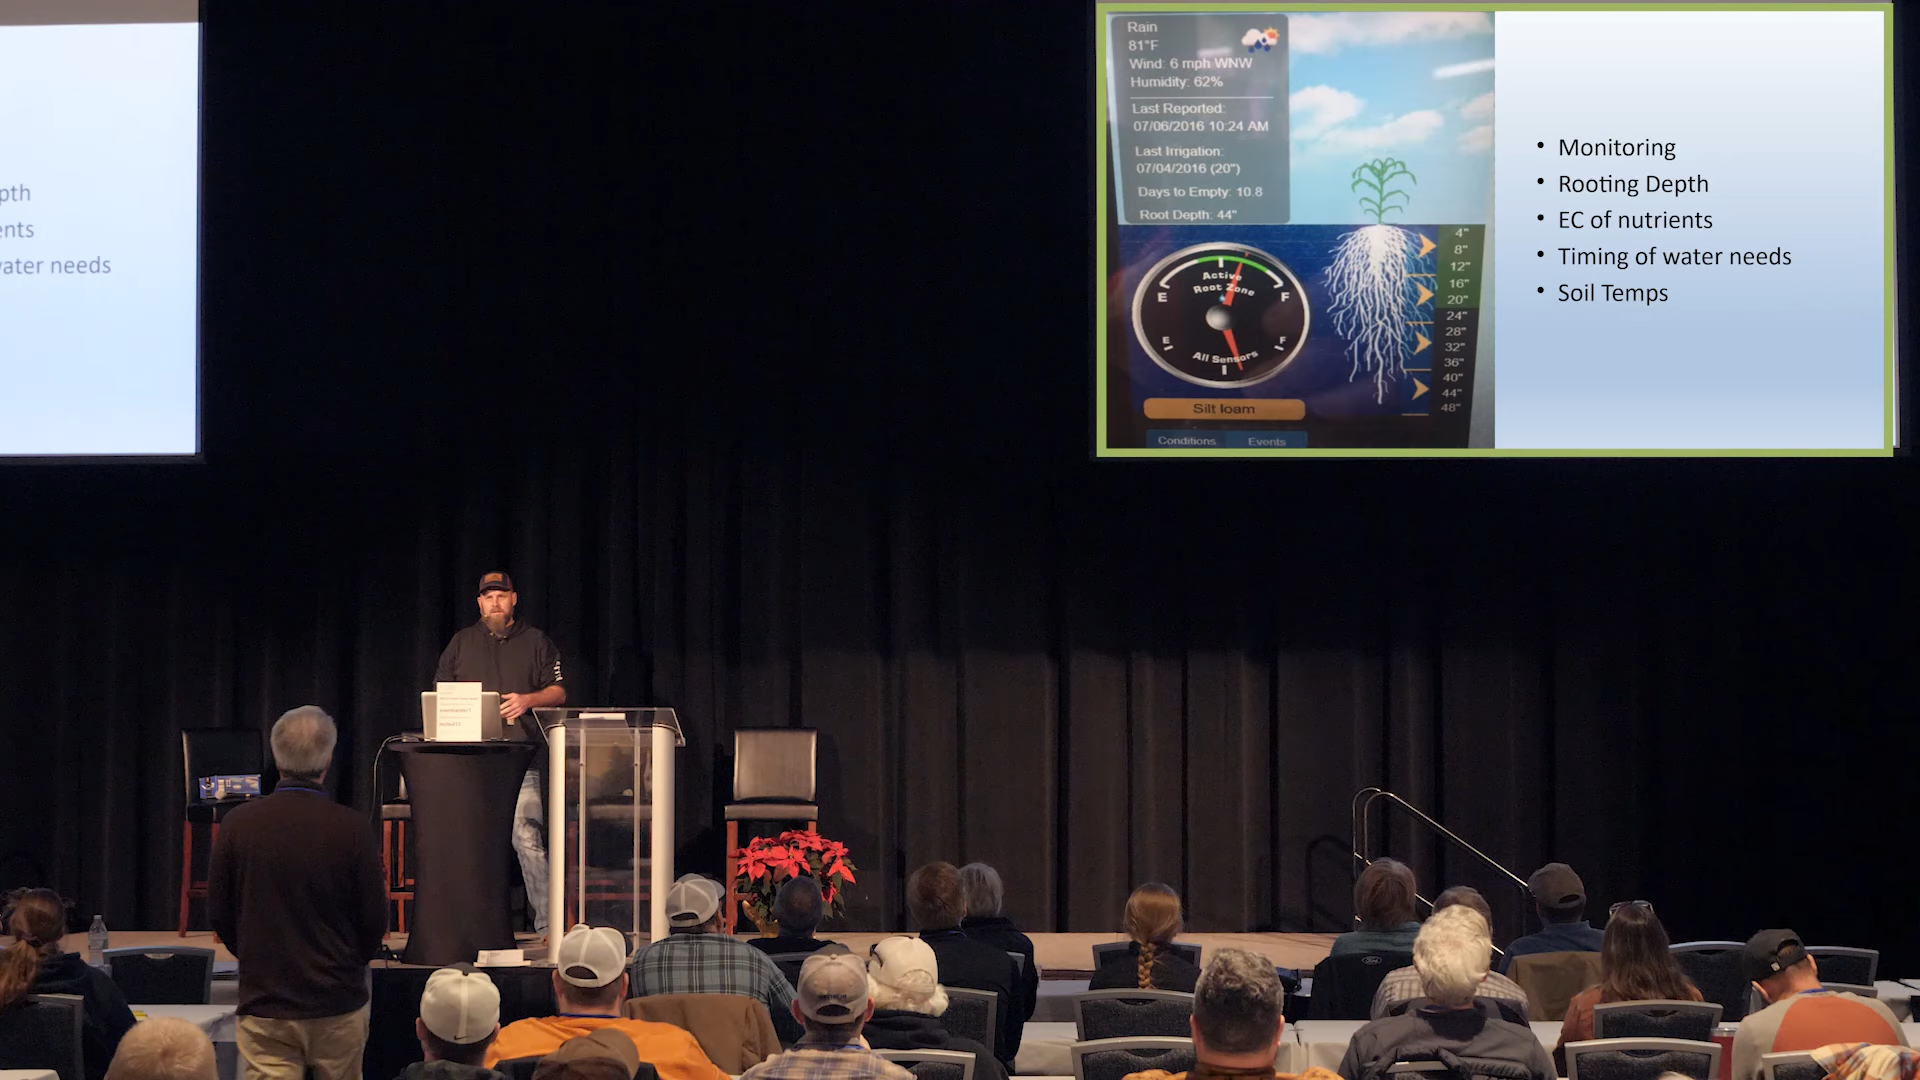 pth
ents
vater needs
Rain
81°F
Wind: 6 mph WNW
Humidity: 62%
Last Reported:
07/06/2016 10:24 AM
Last Irrigation:
07/04/2016 (20")
Days to Empty: 10.8
Root Depth: 44"
Active
Root Zone
E F
E F
All Sensors
Silt loam
Conditions Events
4"
8"
12"
16"
20"
24"
28"
32"
36"
40"
44"
48"
• Monitoring
• Rooting Depth
• EC of nutrients
• Timing of water needs
• Soil Temps
Ford